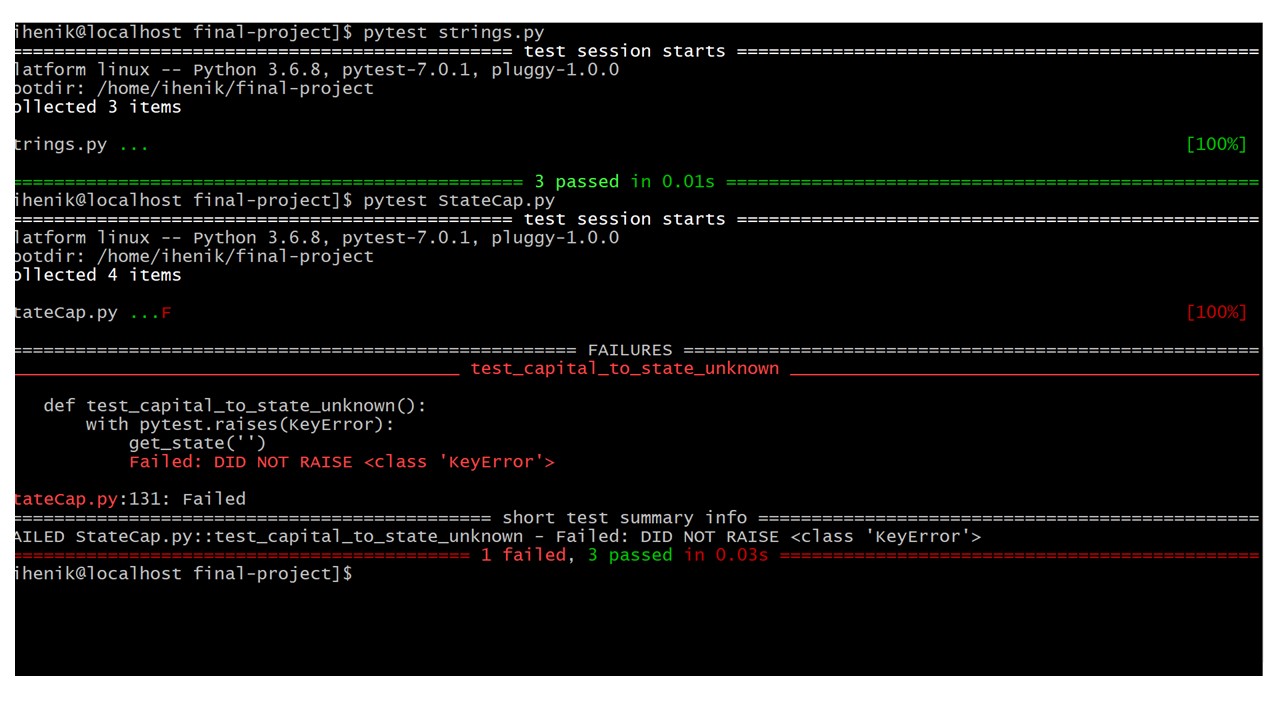 ihenik@localhost final-project]$ pytest strings.py
=============================================== test session starts =================================================
latform linux -- Python 3.6.8, pytest-7.0.1, pluggy-1.0.0
ootdir: /home/ihenik/final-project
ollected 3 items
trings.py ... [100%]
================================================ 3 passed in 0.01s ==================================================
ihenik@localhost final-project]$ pytest StateCap.py
=============================================== test session starts =================================================
latform linux -- Python 3.6.8, pytest-7.0.1, pluggy-1.0.0
ootdir: /home/ihenik/final-project
ollected 4 items
tateCap.py ...F [100%]
===================================================== FAILURES ======================================================
__________________________________________ test_capital_to_state_unknown ____________________________________________
def test_capital_to_state_unknown():
with pytest.raises(KeyError):
get_state('')
Failed: DID NOT RAISE <class 'KeyError'>
tateCap.py:131: Failed
============================================= short test summary info ===============================================
AILED StateCap.py::test_capital_to_state_unknown - Failed: DID NOT RAISE <class 'KeyError'>
=========================================== 1 failed, 3 passed in 0.03s =============================================
ihenik@localhost final-project]$